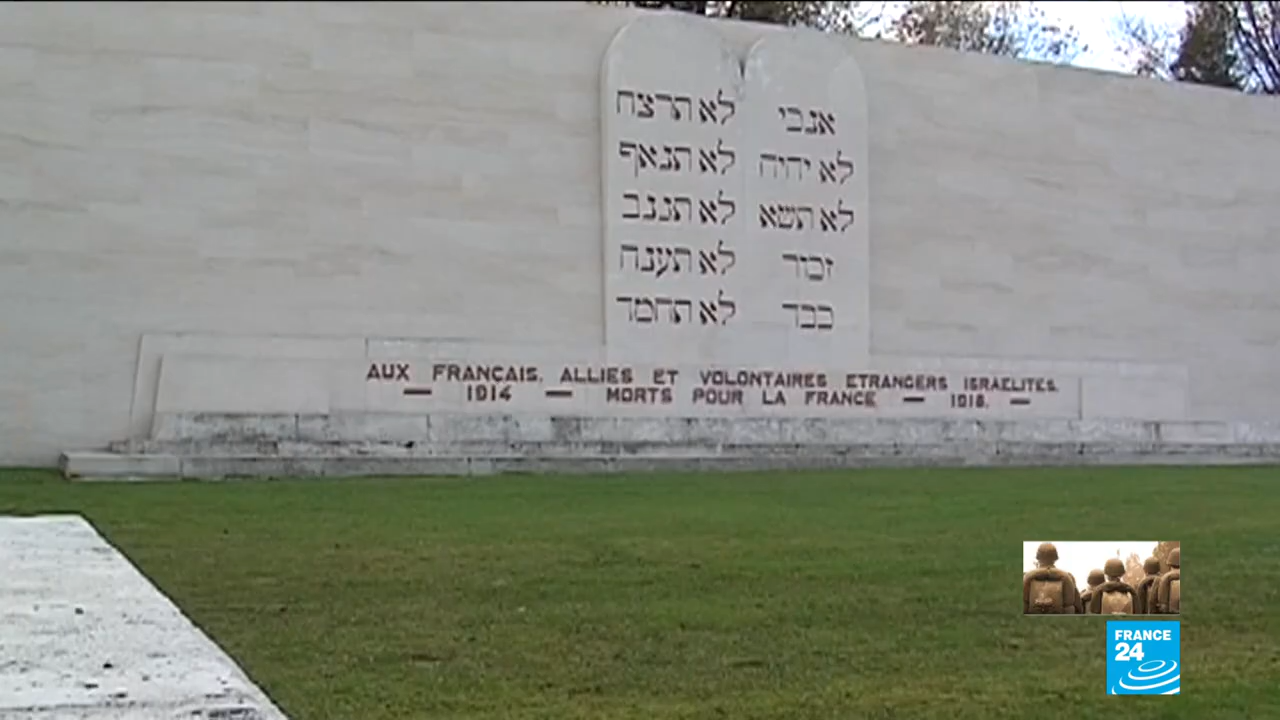 אנכי
לא יהיה
לא תשא
זכור
כבד
לא תרצח
לא תנאף
לא תגנב
לא תענה
לא תחמד
AUX FRANÇAIS. ALLIES ET VOLONTAIRES ETRANGERS ISRAELITES.
— 1914 — MORTS POUR LA FRANCE — 1918. —
FRANCE
24